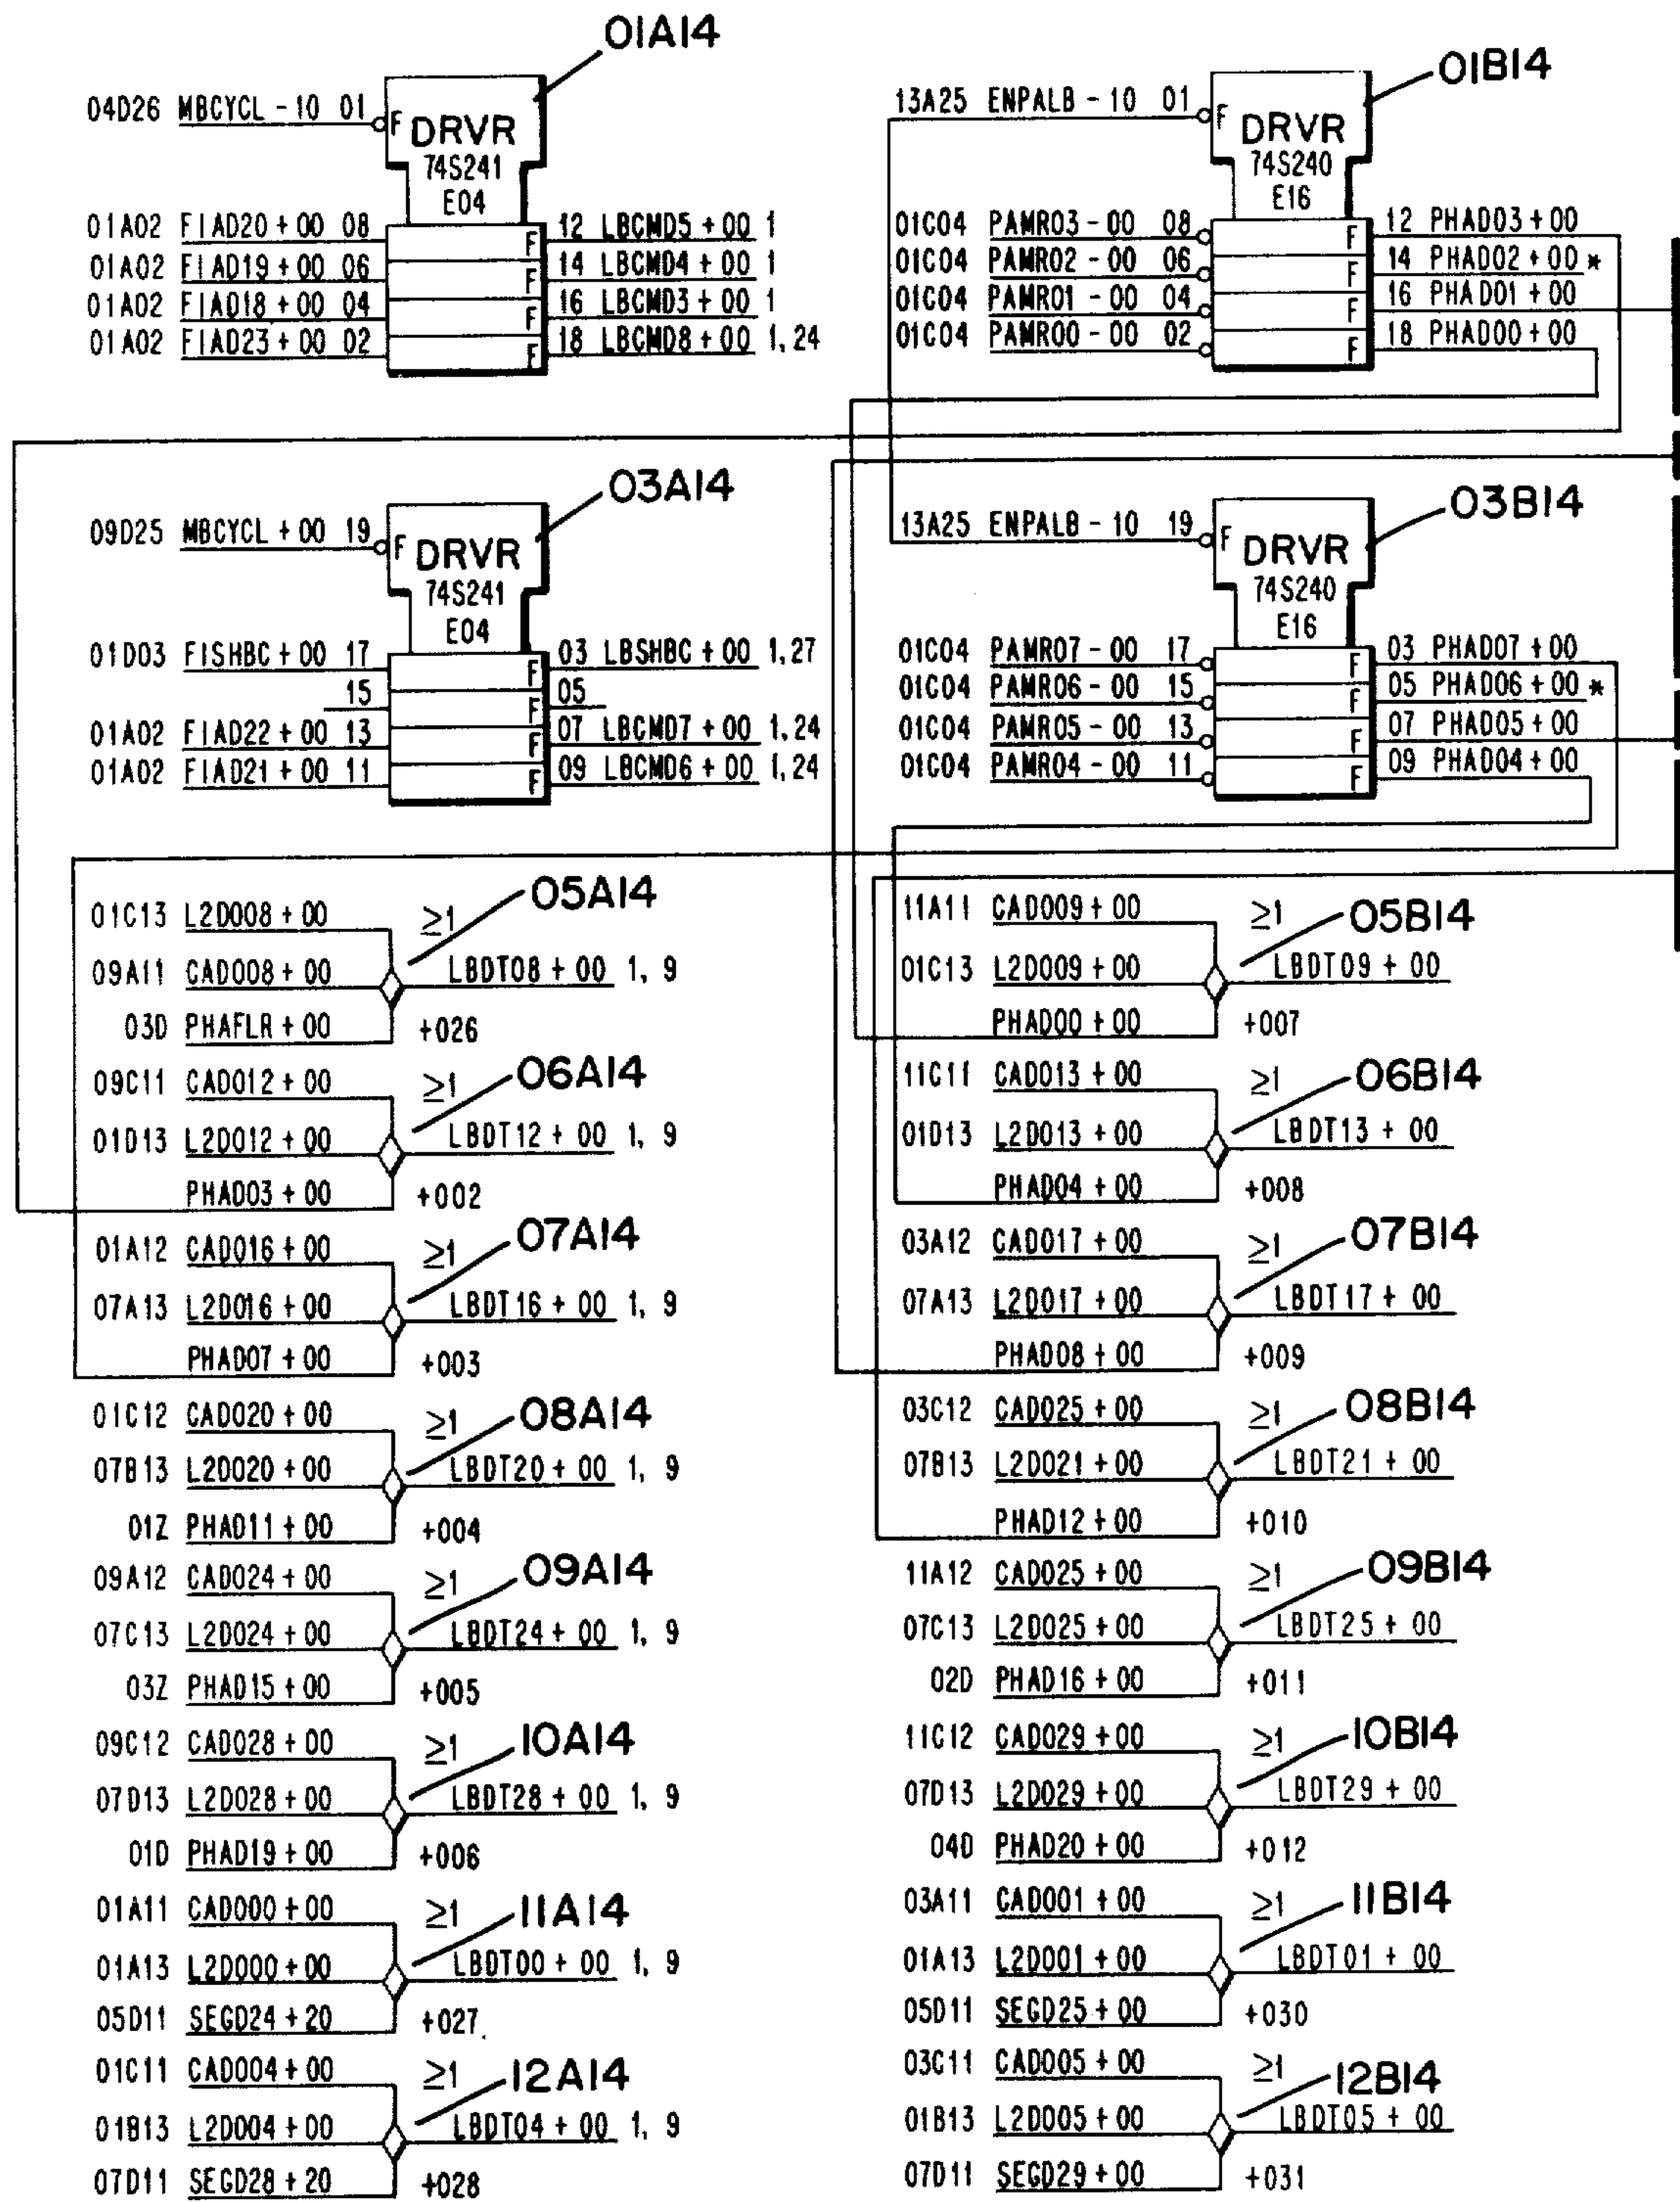 01A14
04D26 MBCYCL - 10 01
F DRVR
74S241
E04
01A02 FIAD20 + 00 08 F 12 LBCMD5 + 00 1
01A02 FIAD19 + 00 06 F 14 LBCMD4 + 00 1
01A02 FIAD18 + 00 04 F 16 LBCMD3 + 00 1
01A02 FIAD23 + 00 02 F 18 LBCMD8 + 00 1,24
01B14
13A25 ENPALB - 10 01
F DRVR
74S240
E16
01C04 PAMR03 - 00 08 F 12 PHAD03 + 00
01C04 PAMR02 - 00 06 F 14 PHAD02 + 00 *
01C04 PAMR01 - 00 04 F 16 PHAD01 + 00
01C04 PAMR00 - 00 02 F 18 PHAD00 + 00
03A14
09D25 MBCYCL + 00 19
F DRVR
74S241
E04
01D03 FISHBC + 00 17 F 03 LBSHBC + 00 1,27
15 F 05
01A02 FIAD22 + 00 13 F 07 LBCMD7 + 00 1,24
01A02 FIAD21 + 00 11 F 09 LBCMD6 + 00 1,24
03B14
13A25 ENPALB - 10 19
F DRVR
74S240
E16
01C04 PAMR07 - 00 17 F 03 PHAD07 + 00
01C04 PAMR06 - 00 15 F 05 PHAD06 + 00 *
01C04 PAMR05 - 00 13 F 07 PHAD05 + 00
01C04 PAMR04 - 00 11 F 09 PHAD04 + 00
01C13 L2D008 + 00 ≥1 05A14
09A11 CAD008 + 00 LBDT08 + 00 1, 9
03D PHAFLR + 00 +026
09C11 CAD012 + 00 ≥1 06A14
01D13 L2D012 + 00 LBDT12 + 00 1, 9
PHAD03 + 00 +002
01A12 CAD016 + 00 ≥1 07A14
07A13 L2D016 + 00 LBDT16 + 00 1, 9
PHAD07 + 00 +003
01C12 CAD020 + 00 ≥1 08A14
07B13 L2D020 + 00 LBDT20 + 00 1, 9
01Z PHAD11 + 00 +004
09A12 CAD024 + 00 ≥1 09A14
07C13 L2D024 + 00 LBDT24 + 00 1, 9
03Z PHAD15 + 00 +005
09C12 CAD028 + 00 ≥1 10A14
07D13 L2D028 + 00 LBDT28 + 00 1, 9
01D PHAD19 + 00 +006
01A11 CAD000 + 00 ≥1 11A14
01A13 L2D000 + 00 LBDT00 + 00 1, 9
05D11 SEGD24 + 20 +027
01C11 CAD004 + 00 ≥1 12A14
01B13 L2D004 + 00 LBDT04 + 00 1, 9
07D11 SEGD28 + 20 +028
11A11 CAD009 + 00 ≥1 05B14
01C13 L2D009 + 00 LBDT09 + 00
PHAD00 + 00 +007
11C11 CAD013 + 00 ≥1 06B14
01D13 L2D013 + 00 LBDT13 + 00
PHAD04 + 00 +008
03A12 CAD017 + 00 ≥1 07B14
07A13 L2D017 + 00 LBDT17 + 00
PHAD08 + 00 +009
03C12 CAD025 + 00 ≥1 08B14
07B13 L2D021 + 00 LBDT21 + 00
PHAD12 + 00 +010
11A12 CAD025 + 00 ≥1 09B14
07C13 L2D025 + 00 LBDT25 + 00
02D PHAD16 + 00 +011
11C12 CAD029 + 00 ≥1 10B14
07D13 L2D029 + 00 LBDT29 + 00
04D PHAD20 + 00 +012
03A11 CAD001 + 00 ≥1 11B14
01A13 L2D001 + 00 LBDT01 + 00
05D11 SEGD25 + 00 +030
03C11 CAD005 + 00 ≥1 12B14
01B13 L2D005 + 00 LBDT05 + 00
07D11 SEGD29 + 00 +031